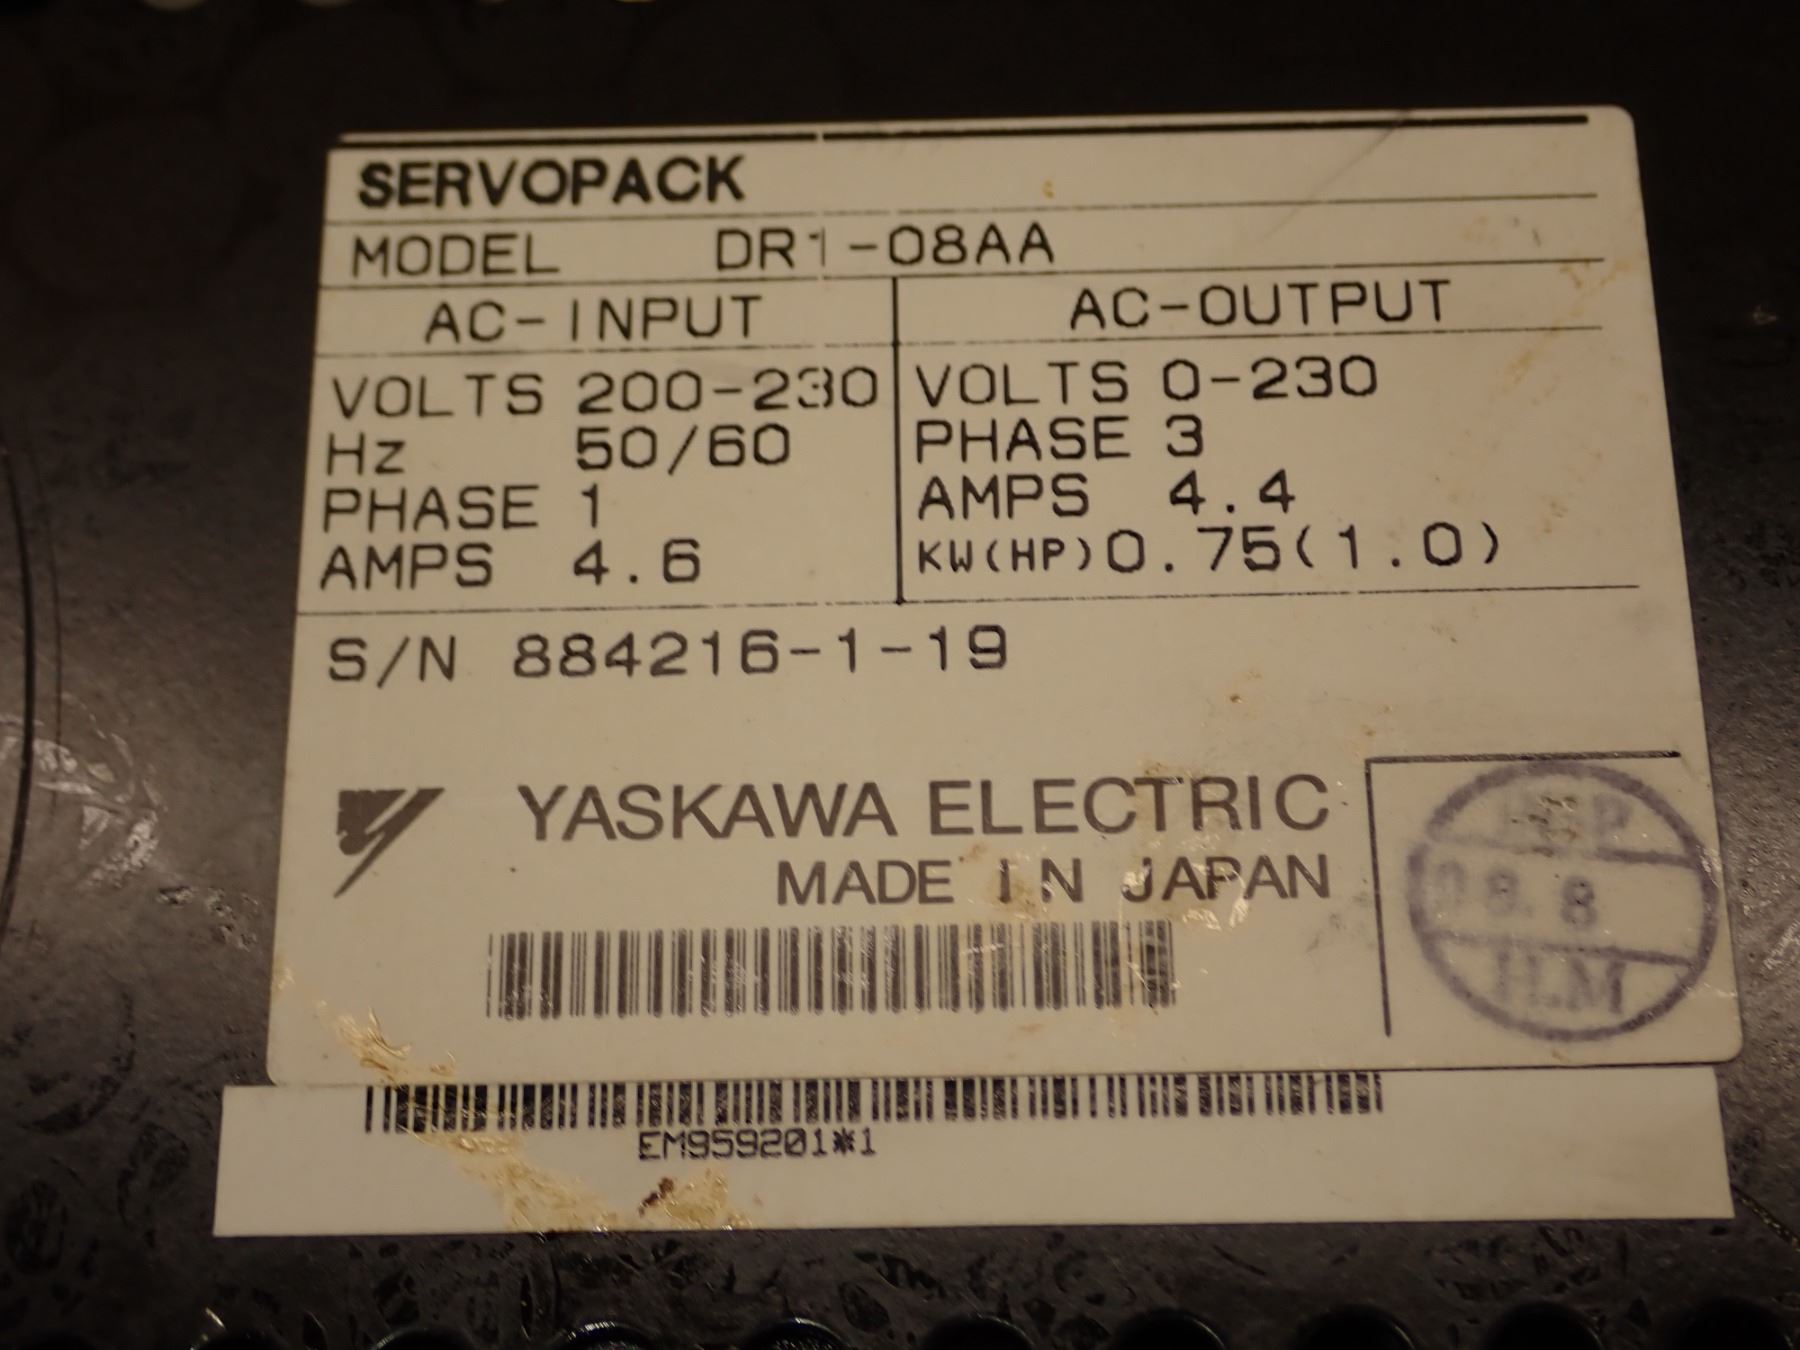 SERVOPACK
MODEL DR1-08AA
AC-INPUT AC-OUTPUT
VOLTS 200-230 VOLTS 0-230
Hz 50/60 PHASE 3
PHASE 1 AMPS 4.4
AMPS 4.6 KW(HP)0.75(1.0)
S/N 884216-1-19
YASKAWA ELECTRIC
MADE IN JAPAN
8.8
H.M
EM959201*1